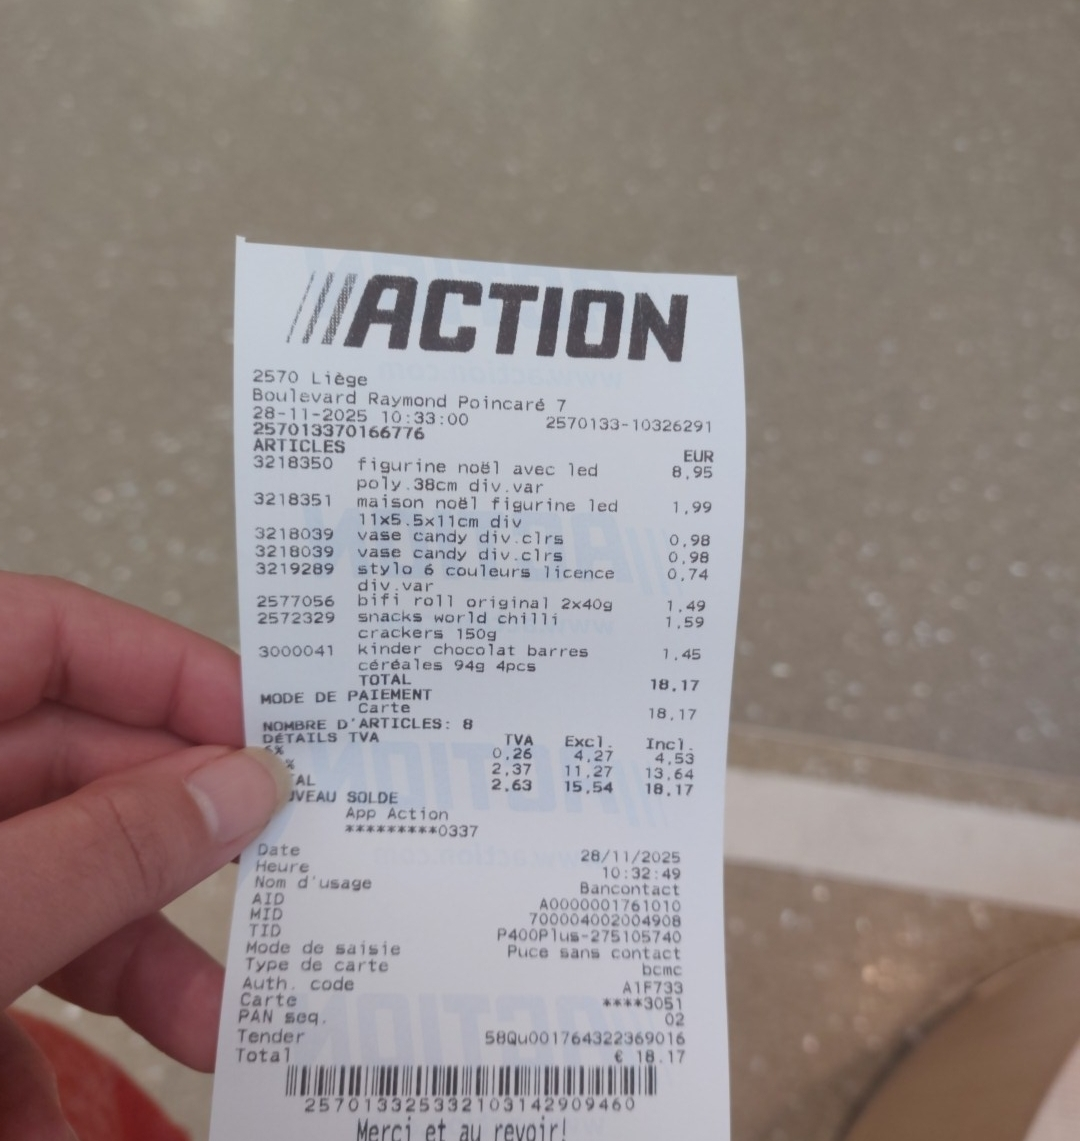 ACTION
2570 Liège
Boulevard Raymond Poincaré 7
28-11-2025 10:33:00 2570133-10326291
257013370166776
ARTICLES EUR
3218350 figurine noël avec led 8,95
poly.38cm div.var
3218351 maison noël figurine led 1,99
11x5.5x11cm div
3218039 vase candy div.clrs 0,98
3218039 vase candy div.clrs 0,98
3219289 stylo 6 couleurs licence 0,74
div.var
2577056 bifi roll original 2x40g 1,49
2572329 snacks world chilli 1,59
crackers 150g
3000041 kinder chocolat barres 1,45
céréales 94g 4pcs
TOTAL 18,17
MODE DE PAIEMENT
Carte 18,17
NOMBRE D'ARTICLES: 8
DÉTAILS TVA TVA Excl. Incl.
6% 0,26 4,27 4,53
% 2,37 11,27 13,64
AL 2,63 15,54 18,17
UVEAU SOLDE
App Action
*********0337
Date 28/11/2025
Heure 10:32:49
Nom d'usage Bancontact
AID A0000001761010
MID 700004002004908
TID P400Plus-275105740
Mode de saisie Puce sans contact
Type de carte bcmc
Auth. code A1F733
Carte ****3051
PAN seq. 02
Tender 58Qu001764322369016
Total € 18.17
257013325332103142909460
Merci et au revoir!